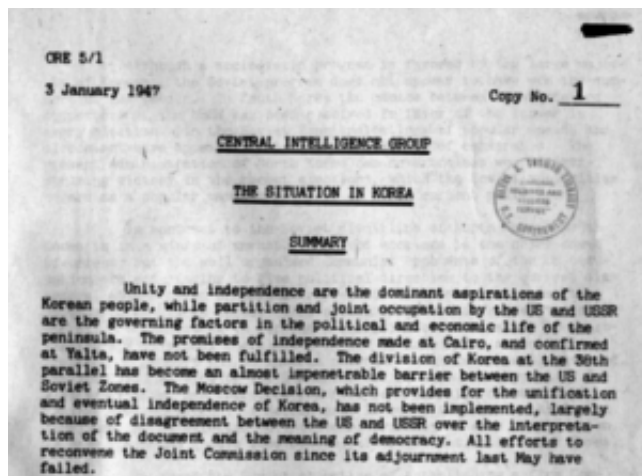 ORE 5/1
3 January 1947
Copy No. 1
CENTRAL INTELLIGENCE GROUP
THE SITUATION IN KOREA
SUMMARY
Unity and independence are the dominant aspirations of the
Korean people, while partition and joint occupation by the US and USSR
are the governing factors in the political and economic life of the
peninsula. The promises of independence made at Cairo, and confirmed
at Yalta, have not been fulfilled. The division of Korea at the 38th
parallel has become an almost impenetrable barrier between the US and
Soviet Zones. The Moscow Decision, which provides for the unification
and eventual independence of Korea, has not been implemented, largely
because of disagreement between the US and USSR over the interpreta-
tion of the document and the meaning of democracy. All efforts to
reconvene the Joint Commission since its adjournment last May have
failed.